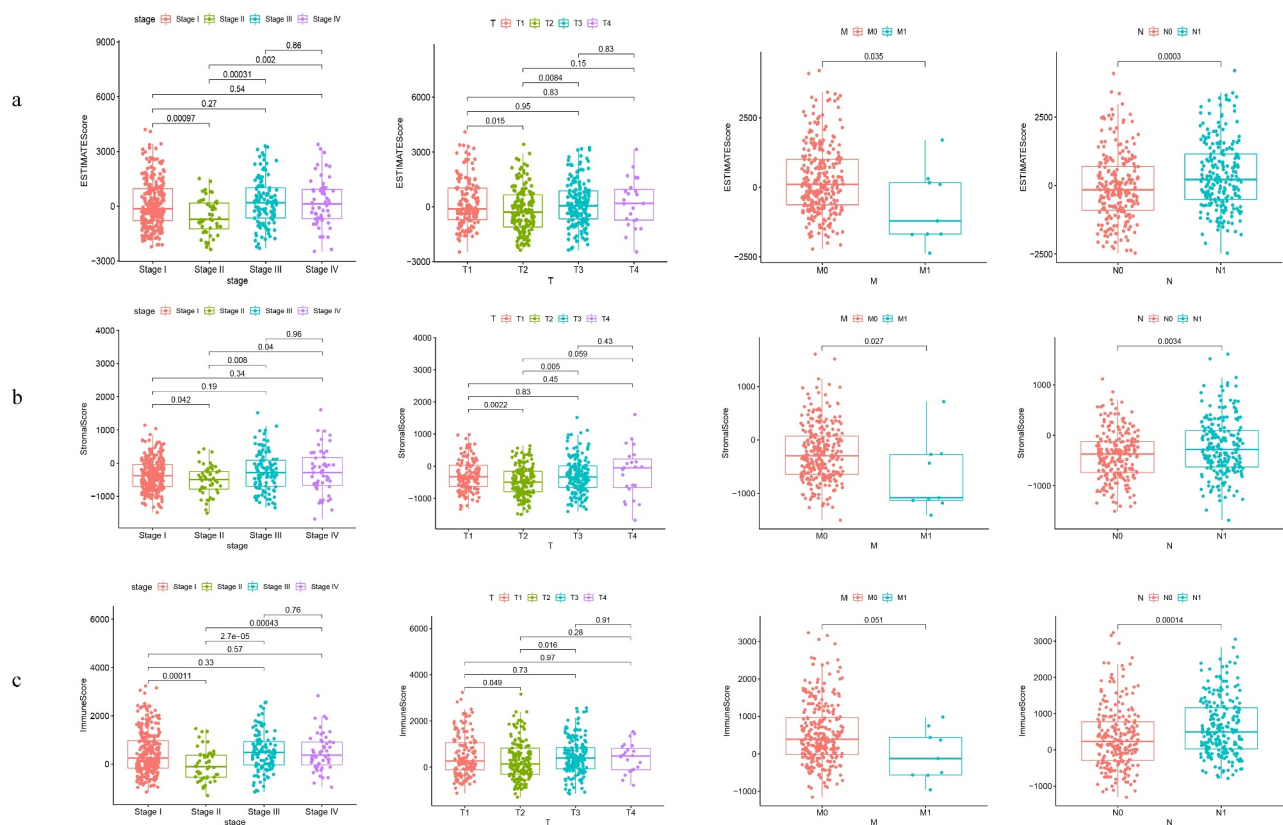 a
stage Stage I Stage II Stage III Stage IV
9000
6000
3000
0
−3000
ESTIMATEScore
0.86
0.002
0.00031
0.54
0.27
0.00097
Stage I Stage II Stage III Stage IV
stage
T T1 T2 T3 T4
9000
6000
3000
0
−3000
ESTIMATEScore
0.83
0.15
0.0084
0.83
0.95
0.015
T1 T2 T3 T4
T
M M0 M1
2500
0
−2500
ESTIMATEScore
0.035
M0 M1
M
N N0 N1
2500
0
−2500
ESTIMATEScore
0.0003
N0 N1
N
b
stage Stage I Stage II Stage III Stage IV
4000
3000
2000
1000
0
−1000
StromalScore
0.96
0.04
0.008
0.34
0.19
0.042
Stage I Stage II Stage III Stage IV
stage
T T1 T2 T3 T4
4000
3000
2000
1000
0
−1000
StromalScore
0.43
0.059
0.005
0.45
0.83
0.0022
T1 T2 T3 T4
T
M M0 M1
1000
0
−1000
StromalScore
0.027
M0 M1
M
N N0 N1
1000
0
−1000
StromalScore
0.0034
N0 N1
N
c
stage Stage I Stage II Stage III Stage IV
6000
4000
2000
0
ImmuneScore
0.76
0.00043
2.7e−05
0.57
0.33
0.00011
Stage I Stage II Stage III Stage IV
stage
T T1 T2 T3 T4
6000
4000
2000
0
ImmuneScore
0.91
0.28
0.016
0.97
0.73
0.049
T1 T2 T3 T4
T
M M0 M1
3000
2000
1000
0
−1000
ImmuneScore
0.051
M0 M1
M
N N0 N1
3000
2000
1000
0
−1000
ImmuneScore
0.00014
N0 N1
N